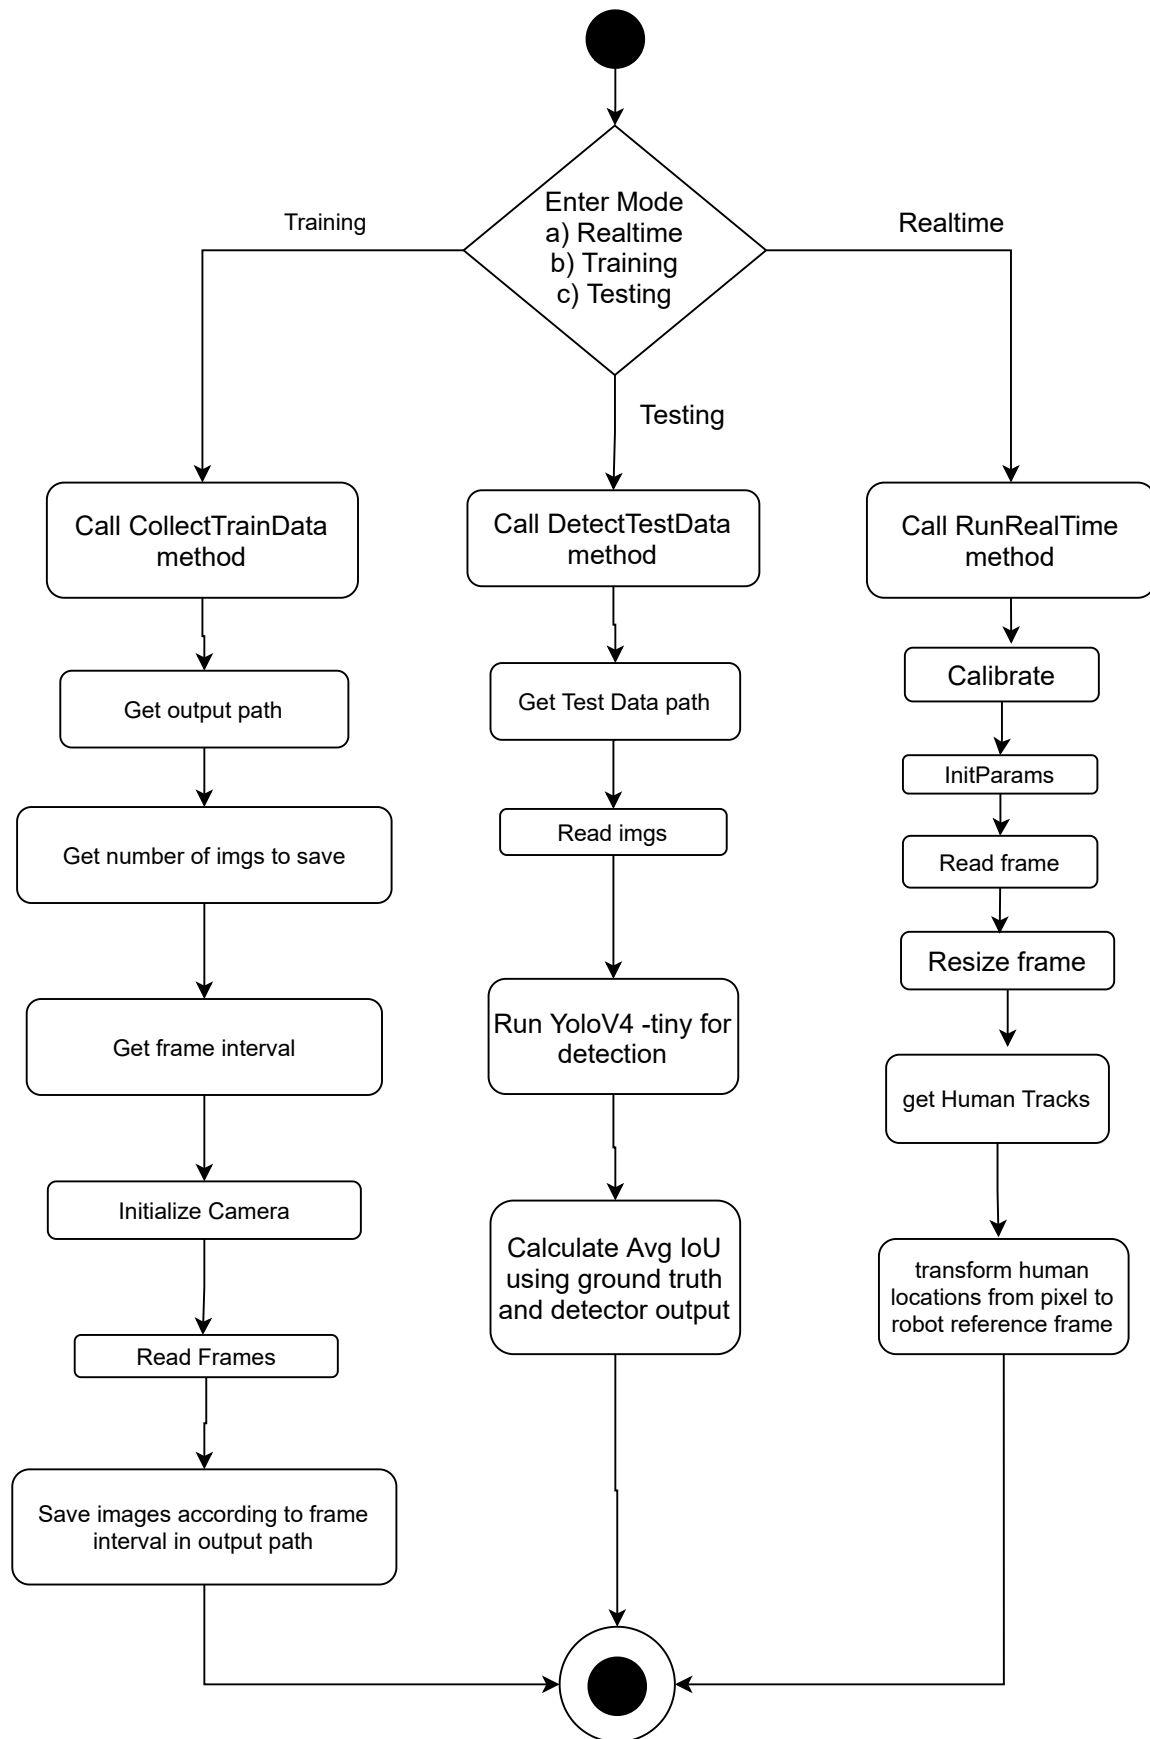 Enter Mode
a) Realtime
b) Training
c) Testing
Training
Realtime
Testing
Call CollectTrainData
method
Get output path
Get number of imgs to save
Get frame interval
Initialize Camera
Read Frames
Save images according to frame
interval in output path
Call DetectTestData
method
Get Test Data path
Read imgs
Run YoloV4 -tiny for
detection
Calculate Avg IoU
using ground truth
and detector output
Call RunRealTime
method
Calibrate
InitParams
Read frame
Resize frame
get Human Tracks
transform human
locations from pixel to
robot reference frame